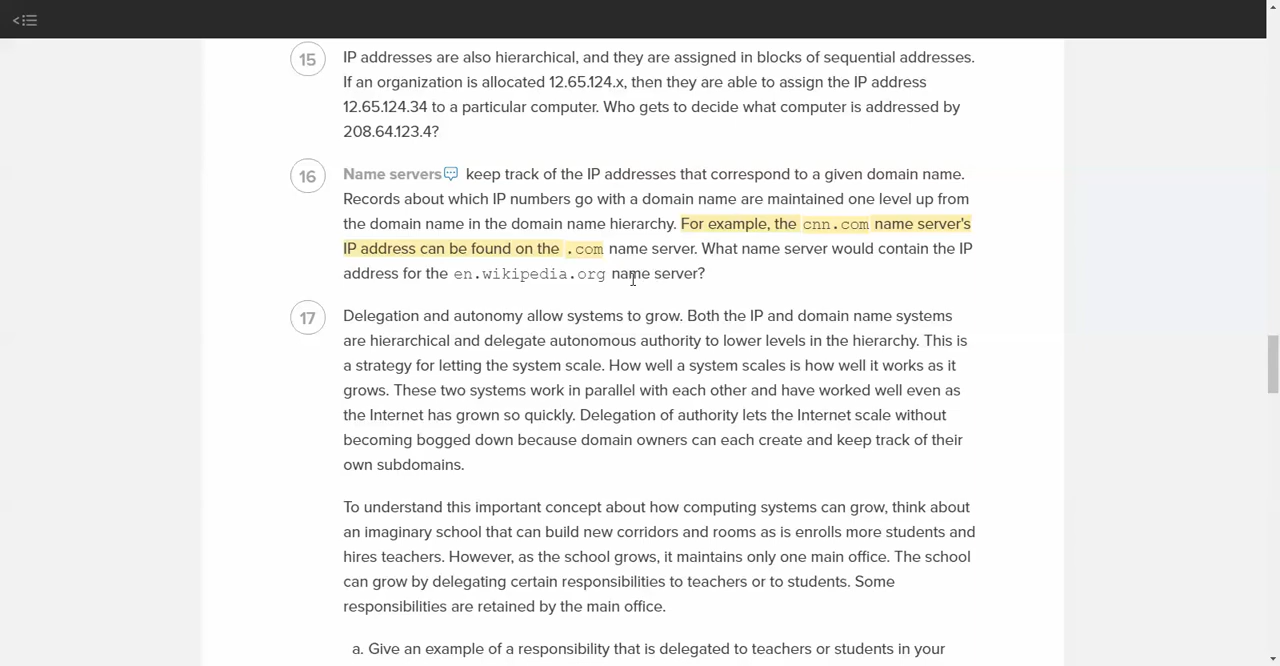 15
IP addresses are also hierarchical, and they are assigned in blocks of sequential addresses.
If an organization is allocated 12.65.124.x, then they are able to assign the IP address
12.65.124.34 to a particular computer. Who gets to decide what computer is addressed by
208.64.123.4?
16
Name servers keep track of the IP addresses that correspond to a given domain name.
Records about which IP numbers go with a domain name are maintained one level up from
the domain name in the domain name hierarchy. For example, the cnn.com name server's
IP address can be found on the .com name server. What name server would contain the IP
address for the en.wikipedia.org name server?
17
Delegation and autonomy allow systems to grow. Both the IP and domain name systems
are hierarchical and delegate autonomous authority to lower levels in the hierarchy. This is
a strategy for letting the system scale. How well a system scales is how well it works as it
grows. These two systems work in parallel with each other and have worked well even as
the Internet has grown so quickly. Delegation of authority lets the Internet scale without
becoming bogged down because domain owners can each create and keep track of their
own subdomains.
To understand this important concept about how computing systems can grow, think about
an imaginary school that can build new corridors and rooms as is enrolls more students and
hires teachers. However, as the school grows, it maintains only one main office. The school
can grow by delegating certain responsibilities to teachers or to students. Some
responsibilities are retained by the main office.
a. Give an example of a responsibility that is delegated to teachers or students in your